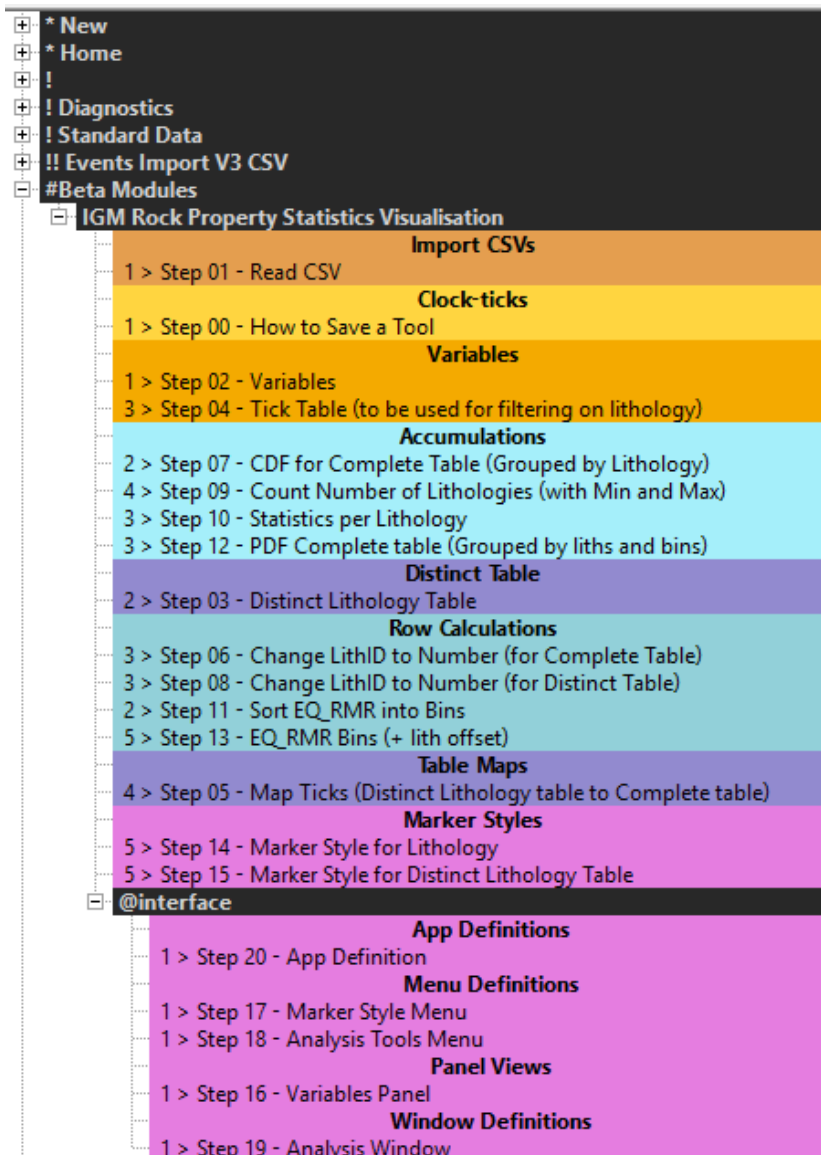 * New
* Home
!
! Diagnostics
! Standard Data
!! Events Import V3 CSV
#Beta Modules
IGM Rock Property Statistics Visualisation
Import CSVs
1 > Step 01 - Read CSV
Clock-ticks
1 > Step 00 - How to Save a Tool
Variables
1 > Step 02 - Variables
3 > Step 04 - Tick Table (to be used for filtering on lithology)
Accumulations
2 > Step 07 - CDF for Complete Table (Grouped by Lithology)
4 > Step 09 - Count Number of Lithologies (with Min and Max)
3 > Step 10 - Statistics per Lithology
3 > Step 12 - PDF Complete table (Grouped by liths and bins)
Distinct Table
2 > Step 03 - Distinct Lithology Table
Row Calculations
3 > Step 06 - Change LithID to Number (for Complete Table)
3 > Step 08 - Change LithID to Number (for Distinct Table)
2 > Step 11 - Sort EQ_RMR into Bins
5 > Step 13 - EQ_RMR Bins (+ lith offset)
Table Maps
4 > Step 05 - Map Ticks (Distinct Lithology table to Complete table)
Marker Styles
5 > Step 14 - Marker Style for Lithology
5 > Step 15 - Marker Style for Distinct Lithology Table
@interface
App Definitions
1 > Step 20 - App Definition
Menu Definitions
1 > Step 17 - Marker Style Menu
1 > Step 18 - Analysis Tools Menu
Panel Views
1 > Step 16 - Variables Panel
Window Definitions
1 > Step 19 - Analysis Window